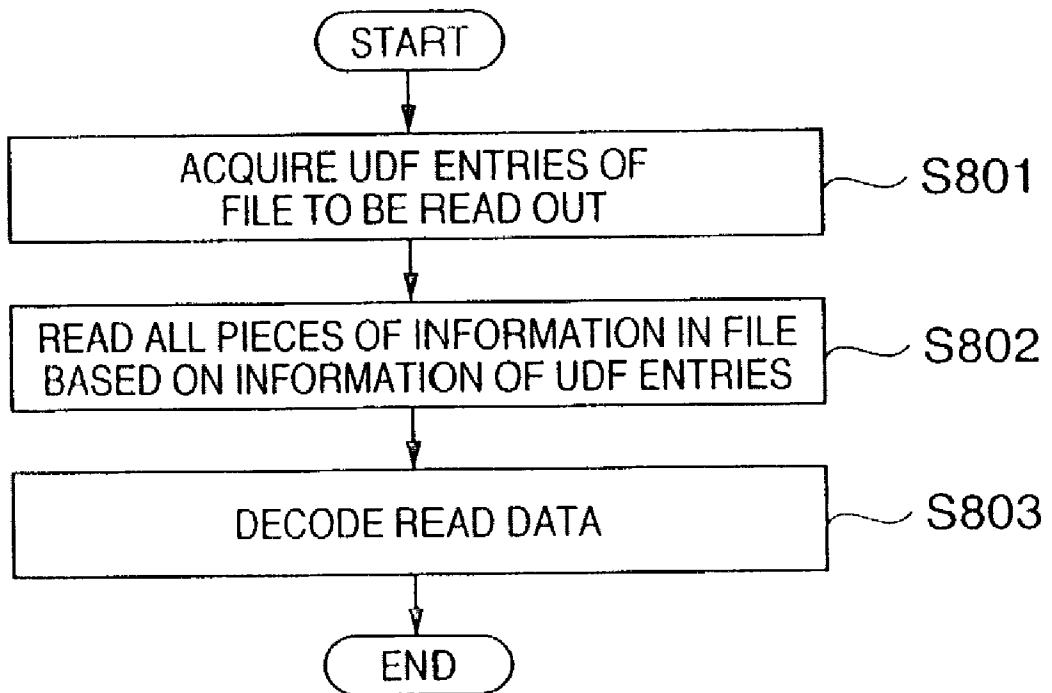 START
ACQUIRE UDF ENTRIES OF
FILE TO BE READ OUT
S801
READ ALL PIECES OF INFORMATION IN FILE
BASED ON INFORMATION OF UDF ENTRIES
S802
DECODE READ DATA
S803
END